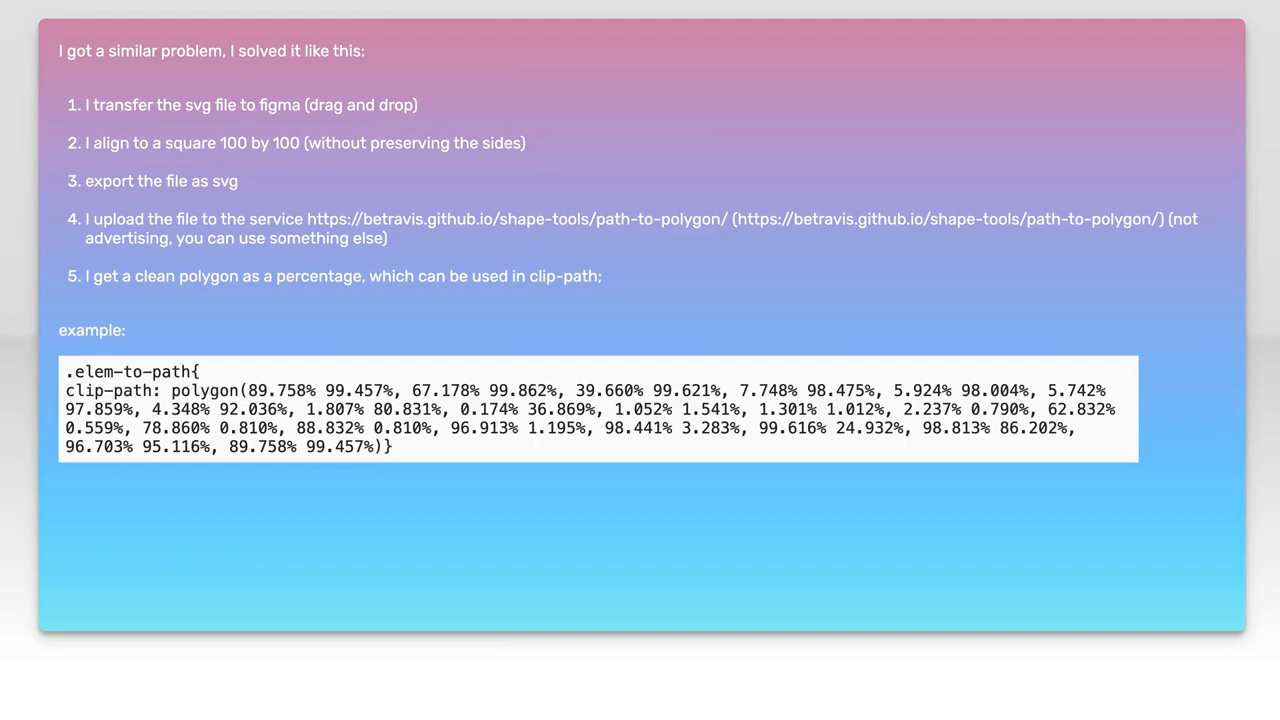 I got a similar problem, I solved it like this:
1. I transfer the svg file to figma (drag and drop)
2. I align to a square 100 by 100 (without preserving the sides)
3. export the file as svg
4. I upload the file to the service https://betravis.github.io/shape-tools/path-to-polygon/ (https://betravis.github.io/shape-tools/path-to-polygon/) (not
advertising, you can use something else)
5. I get a clean polygon as a percentage, which can be used in clip-path;
example:
.elem-to-path{
clip-path: polygon(89.758% 99.457%, 67.178% 99.862%, 39.660% 99.621%, 7.748% 98.475%, 5.924% 98.004%, 5.742%
97.859%, 4.348% 92.036%, 1.807% 80.831%, 0.174% 36.869%, 1.052% 1.541%, 1.301% 1.012%, 2.237% 0.790%, 62.832%
0.559%, 78.860% 0.810%, 88.832% 0.810%, 96.913% 1.195%, 98.441% 3.283%, 99.616% 24.932%, 98.813% 86.202%,
96.703% 95.116%, 89.758% 99.457%)}